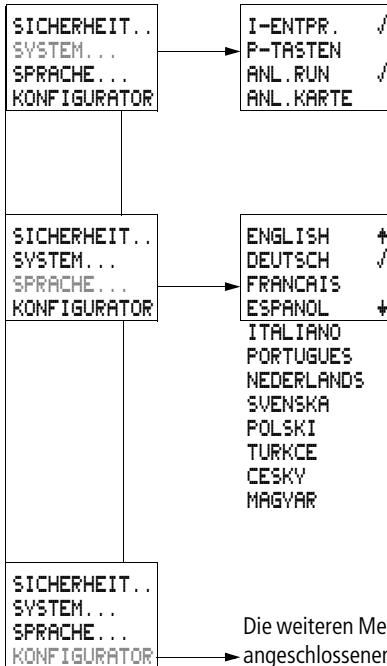 SICHERHEIT..
SYSTEM...
SPRACHE...
KONFIGURATOR
I-ENTPR. √
P-TASTEN
ANL.RUN √
ANL.KARTE
SICHERHEIT..
SYSTEM...
SPRACHE...
KONFIGURATOR
ENGLISH
DEUTSCH √
FRANCAIS
ESPANOL
ITALIANO
PORTUGUES
NEDERLANDS
SVENSKA
POLSKI
TURKCE
CESKY
MAGYAR
SICHERHEIT..
SYSTEM...
SPRACHE...
KONFIGURATOR
Die weiteren Me
angeschlossener